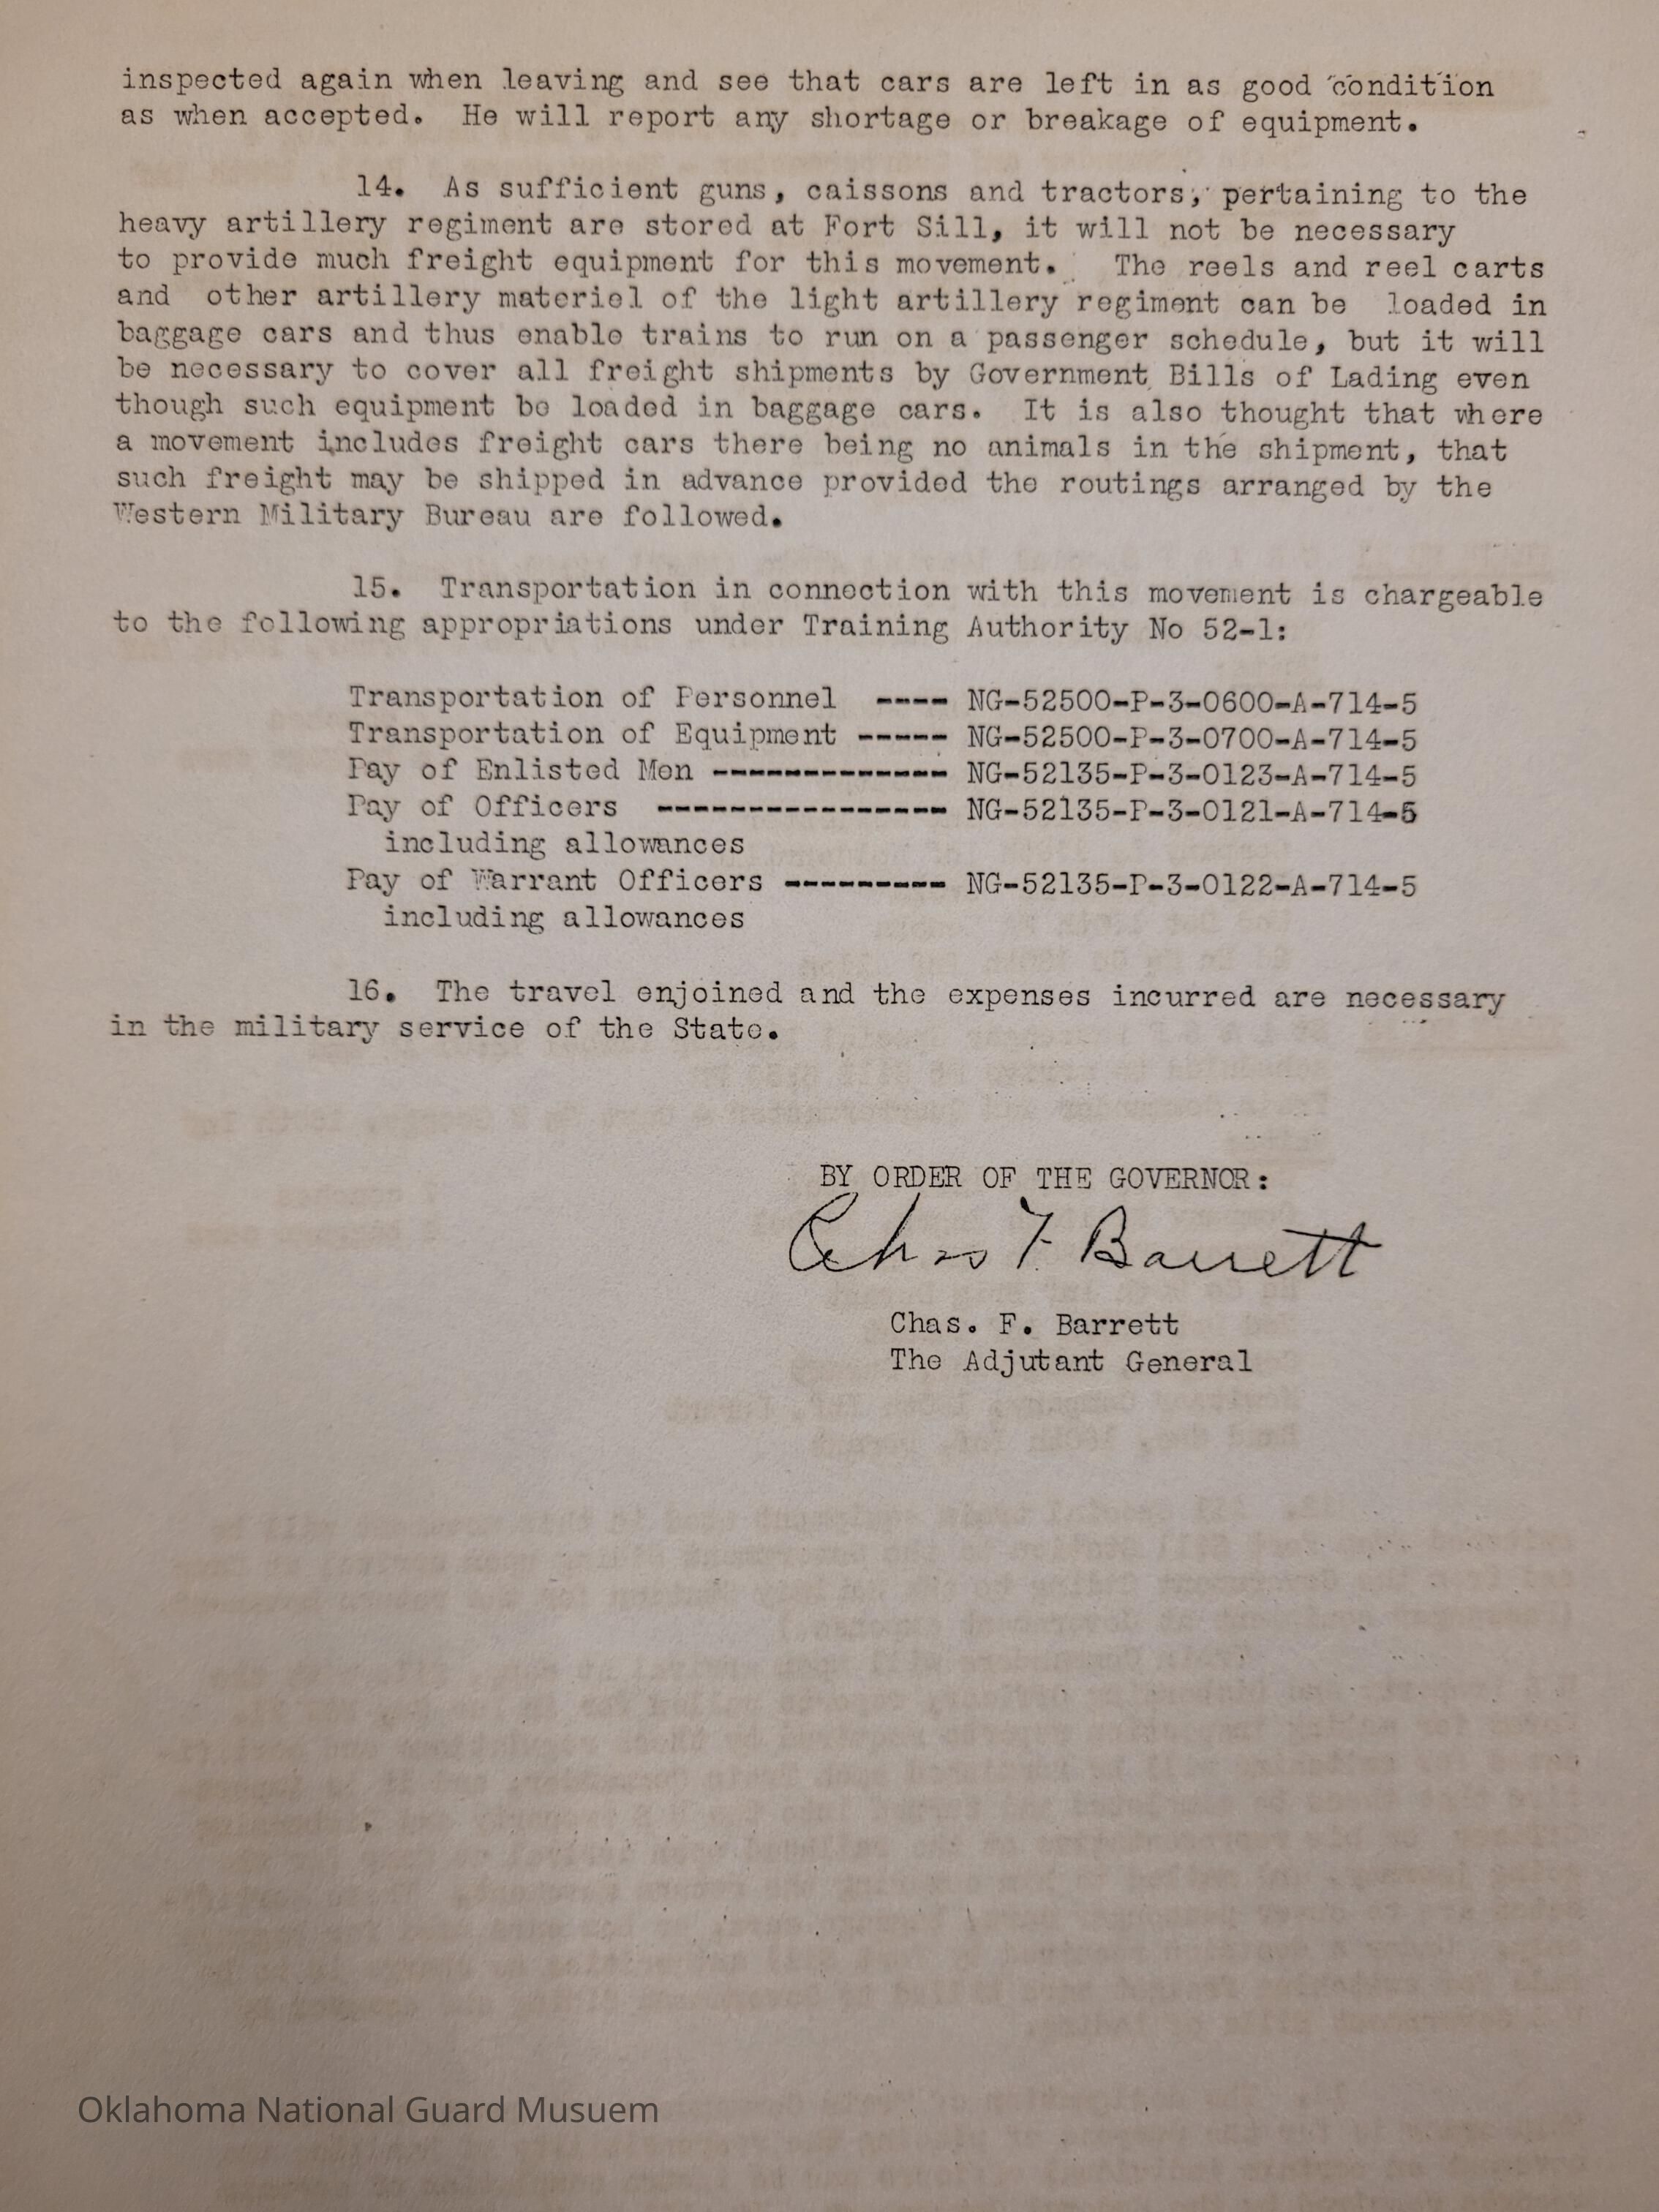 inspected again when leaving and see that cars are left in as good condition
as when accepted.  He will report any shortage or breakage of equipment.
14.  As sufficient guns, caissons and tractors, pertaining to the
heavy artillery regiment are stored at Fort Sill, it will not be necessary
to provide much freight equipment for this movement.  The reels and reel carts
and other artillery materiel of the light artillery regiment can be loaded in
baggage cars and thus enable trains to run on a passenger schedule, but it will
be necessary to cover all freight shipments by Government Bills of Lading even
though such equipment be loaded in baggage cars.  It is also thought that where
a movement includes freight cars there being no animals in the shipment, that
such freight may be shipped in advance provided the routings arranged by the
Western Military Bureau are followed.
15.  Transportation in connection with this movement is chargeable
to the following appropriations under Training Authority No 52-1:
Transportation of Personnel ---- NG-52500-P-3-0600-A-714-5
Transportation of Equipment ----- NG-52500-P-3-0700-A-714-5
Pay of Enlisted Men ------------- NG-52135-P-3-0123-A-714-5
Pay of Officers ---------------- NG-52135-P-3-0121-A-714-5
including allowances
Pay of Warrant Officers --------- NG-52135-P-3-0122-A-714-5
including allowances
16.  The travel enjoined and the expenses incurred are necessary
in the military service of the State.
BY ORDER OF THE GOVERNOR:
Chas F. Barrett
Chas. F. Barrett
The Adjutant General
Oklahoma National Guard Musuem